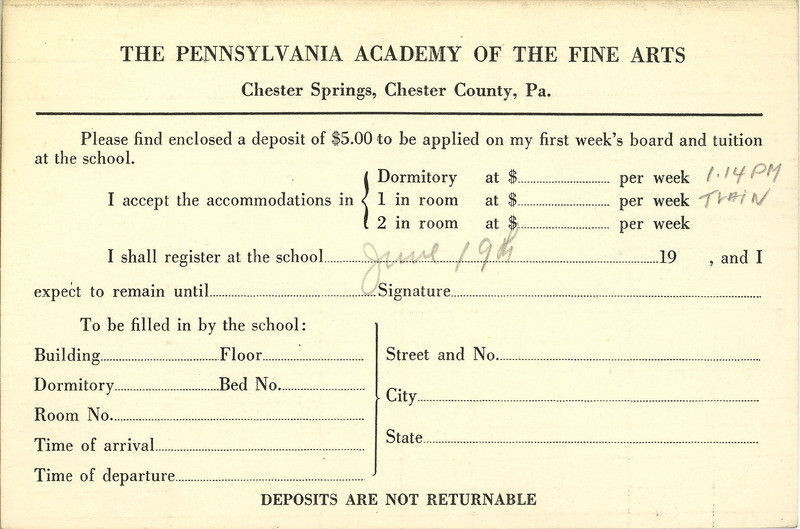 THE PENNSYLVANIA ACADEMY OF THE FINE ARTS
Chester Springs, Chester County, Pa.
Please find enclosed a deposit of $5.00 to be applied on my first week's board and tuition
at the school.
Dormitory at $ per week 1.14 PM
I accept the accommodations in { 1 in room at $ per week TRAIN
2 in room at $ per week
I shall register at the school June 19th 19 , and I
expect to remain until Signature
To be filled in by the school:
Building Floor
Dormitory Bed No.
Room No.
Time of arrival
Time of departure
Street and No.
City
State
DEPOSITS ARE NOT RETURNABLE